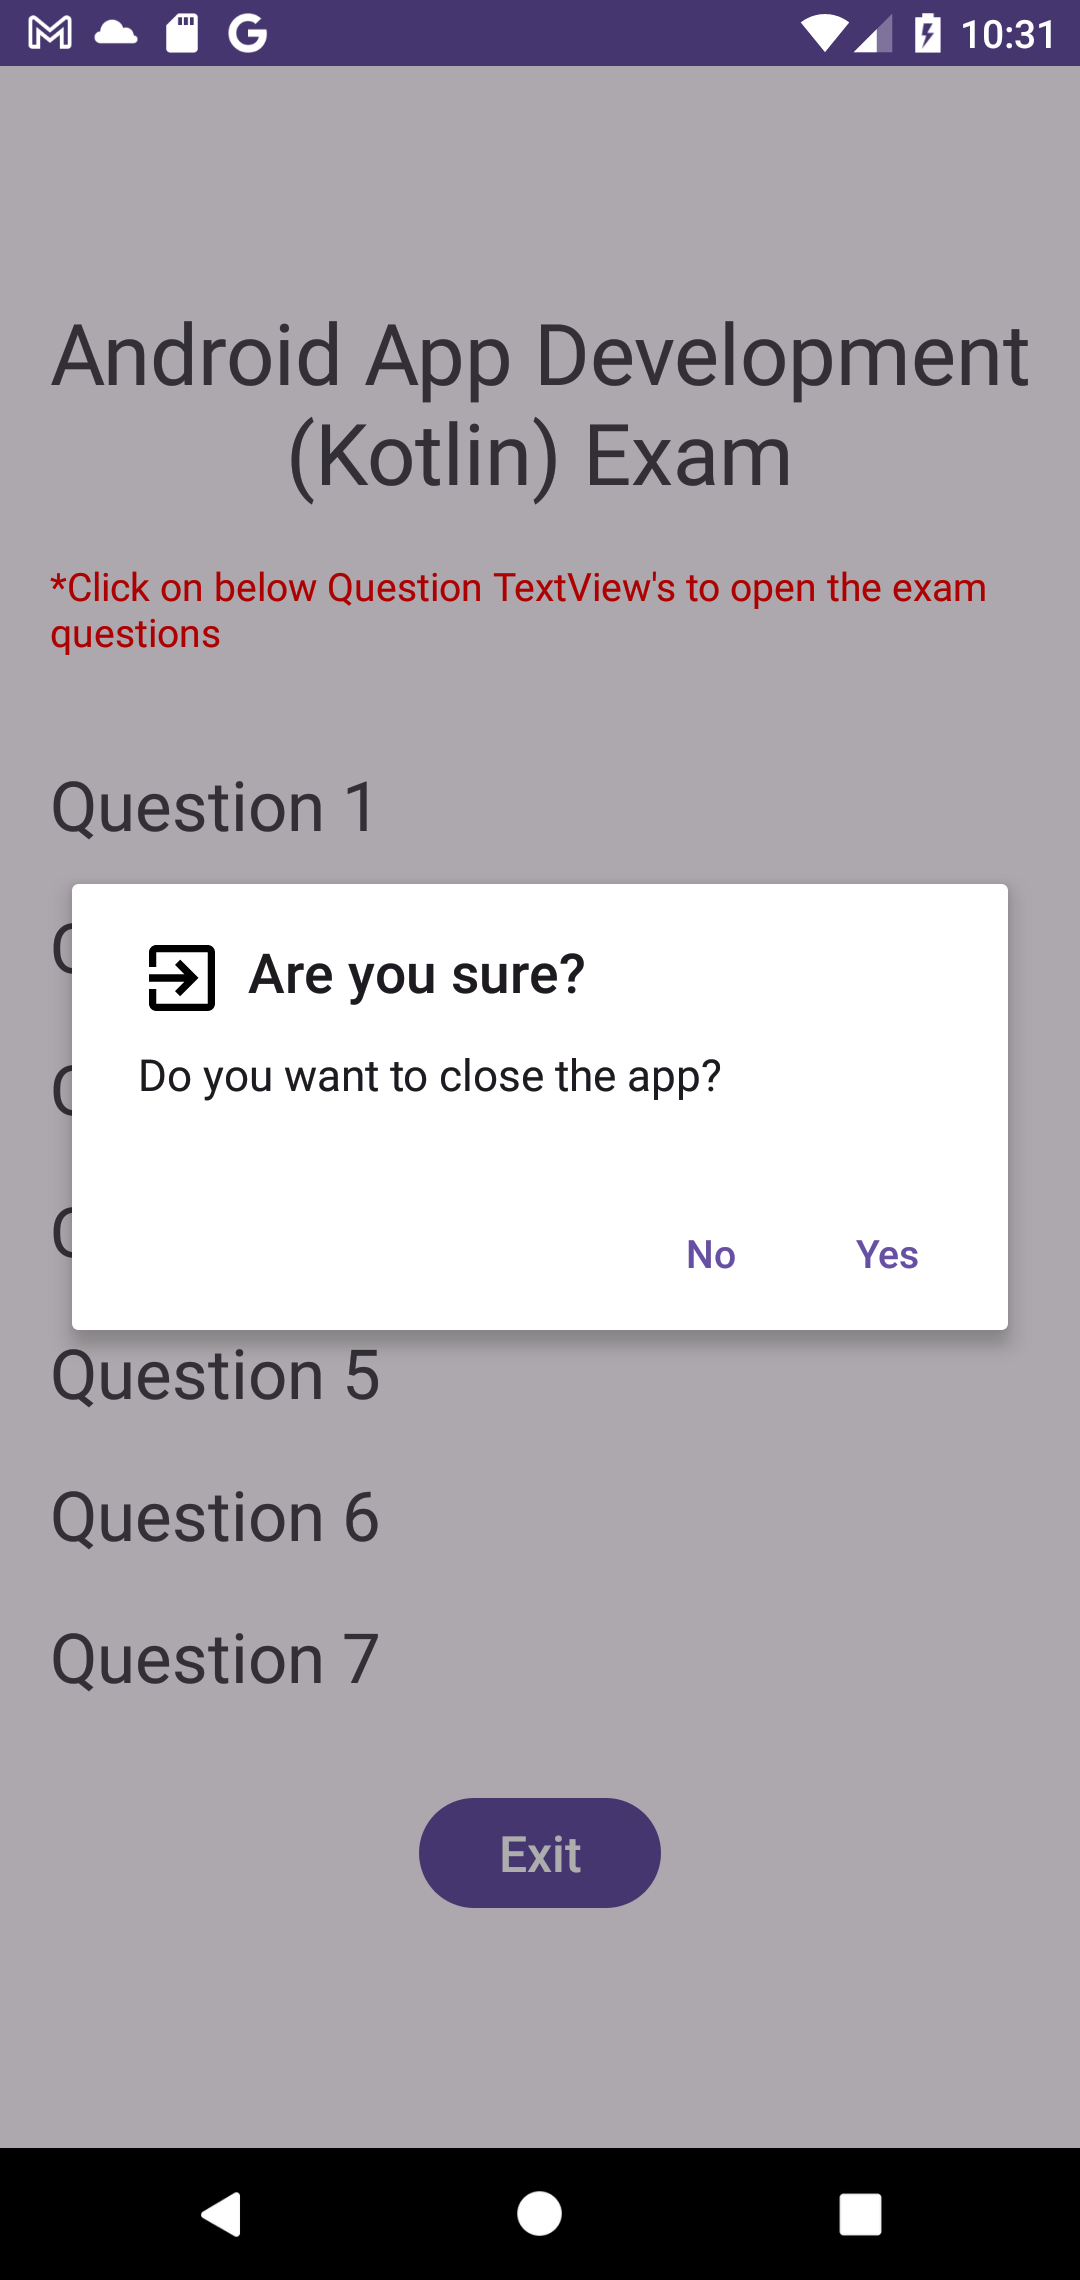 10:31
Android App Development
(Kotlin) Exam
*Click on below Question TextView's to open the exam
questions
Question 1
Are you sure?
Do you want to close the app?
No Yes
Question 5
Question 6
Question 7
Exit